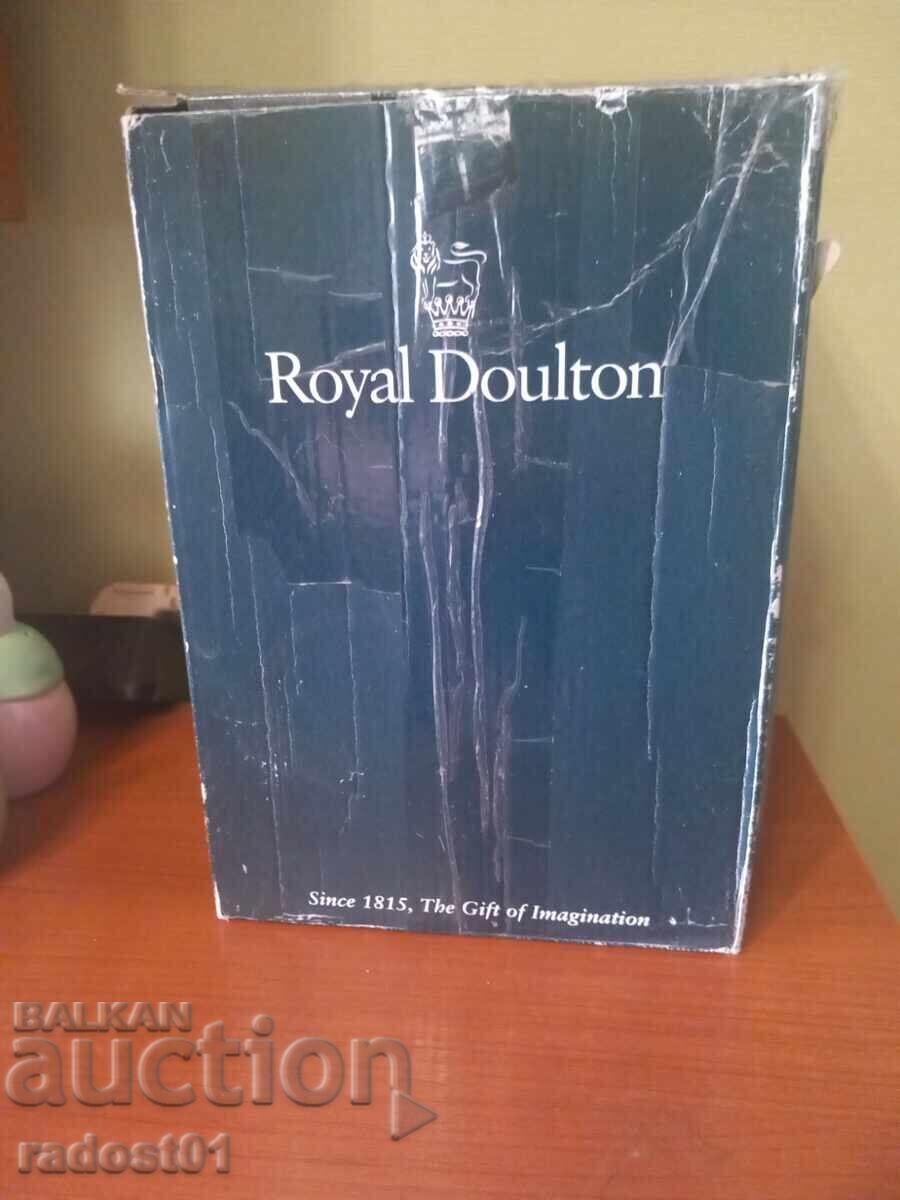 Royal Doulton
Since 1815, The Gift of Imagination
BALKAN
auction
radost01